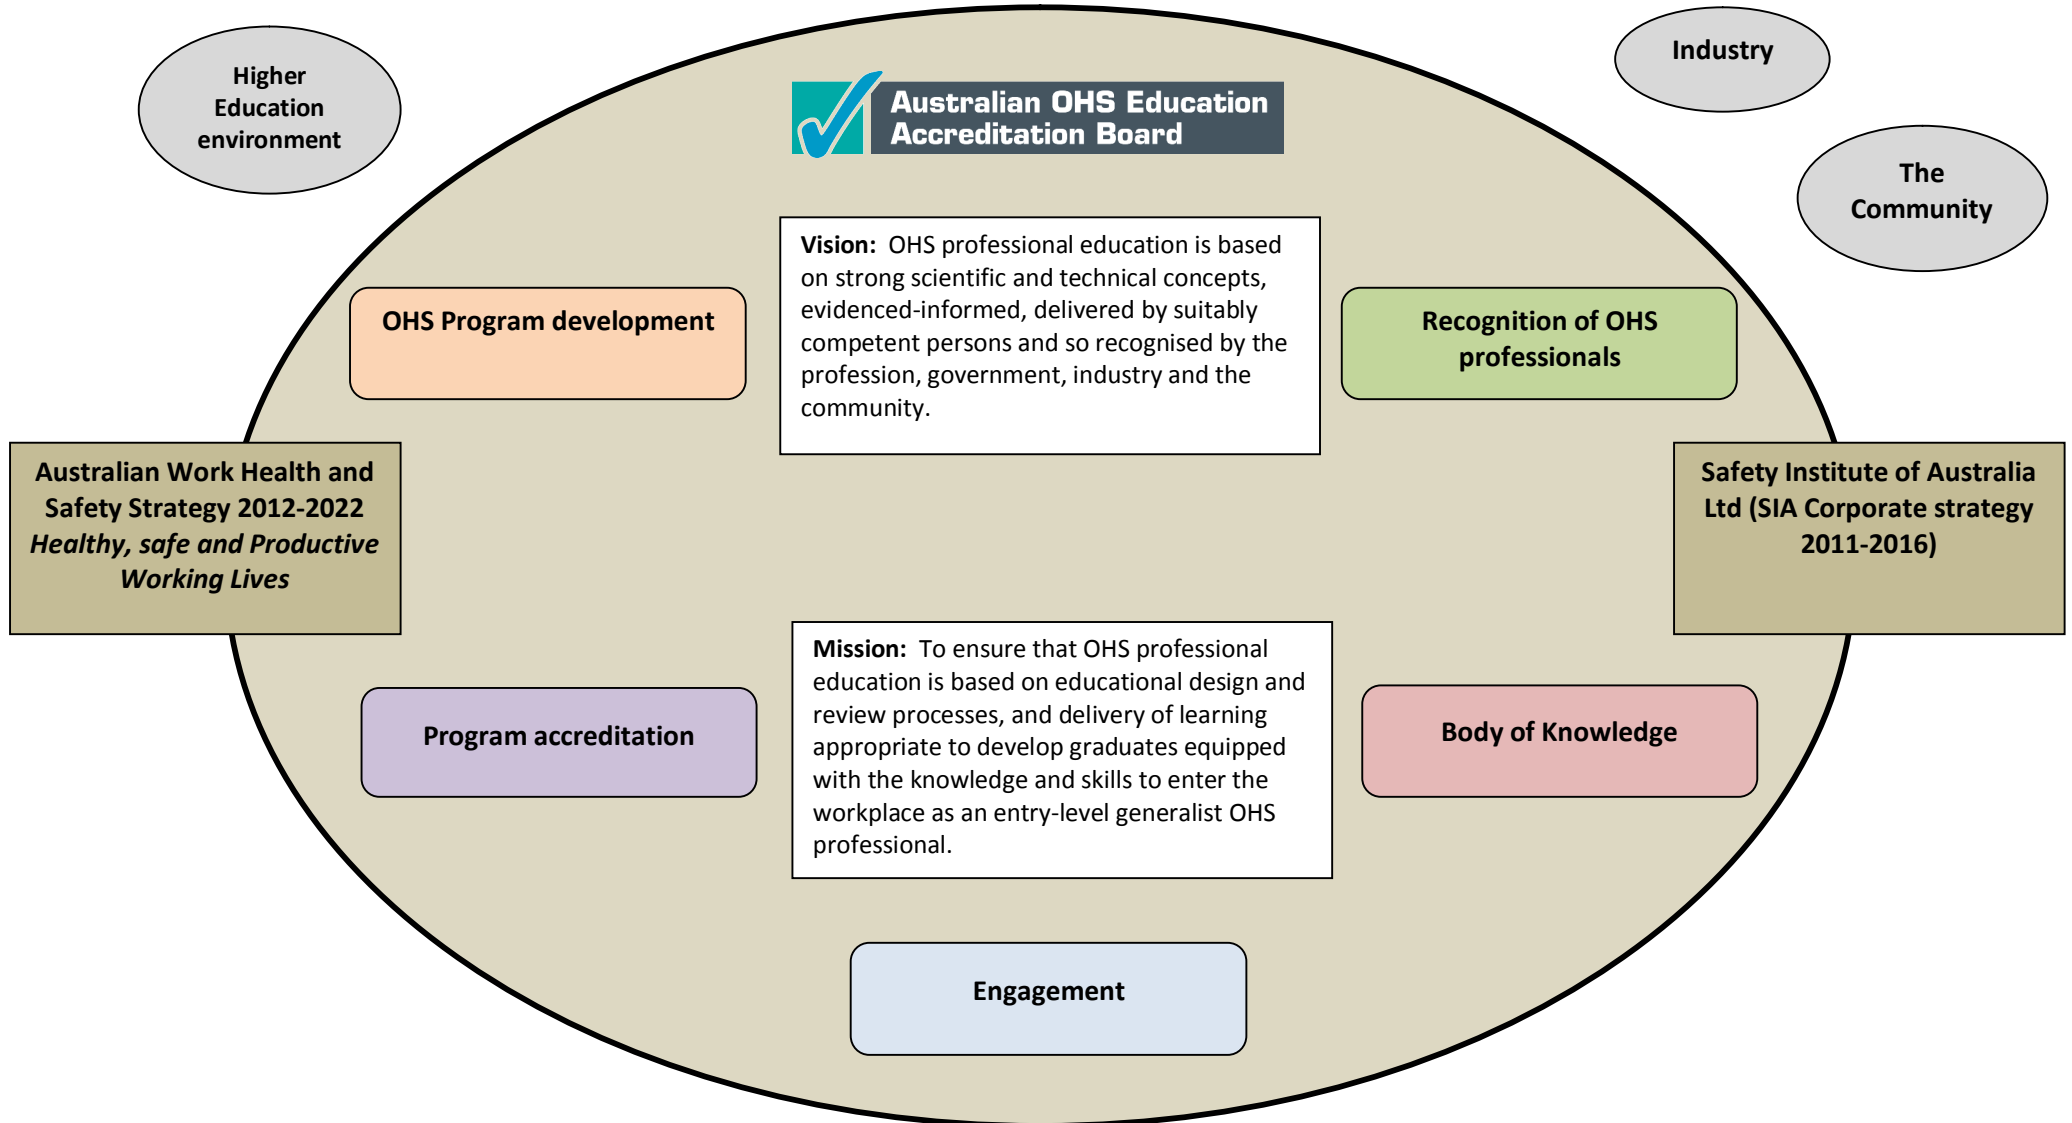 Higher
Education
environment
Industry
The
Community
Australian OHS Education
Accreditation Board
Vision:  OHS professional education is based
on strong scientific and technical concepts,
evidenced-informed, delivered by suitably
competent persons and so recognised by the
profession, government, industry and the
community.
OHS Program development
Recognition of OHS
professionals
Australian Work Health and
Safety Strategy 2012-2022
Healthy, safe and Productive
Working Lives
Safety Institute of Australia
Ltd (SIA Corporate strategy
2011-2016)
Mission:  To ensure that OHS professional
education is based on educational design and
review processes, and delivery of learning
appropriate to develop graduates equipped
with the knowledge and skills to enter the
workplace as an entry-level generalist OHS
professional.
Program accreditation
Body of Knowledge
Engagement